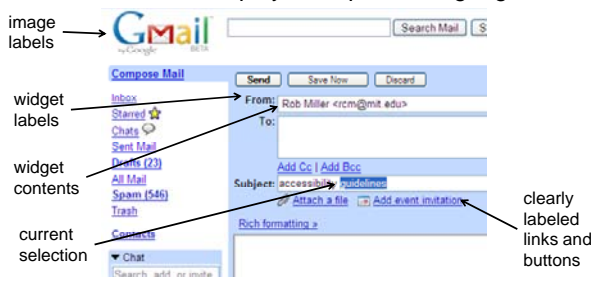 image
labels
Gmail
by Google
BETA
Search Mail
S
Compose Mail
Send
Save Now
Discard
widget
labels
Inbox
From:
Rob Miller <rcm@mit.edu>
Starred
To:
Chats
Sent Mail
widget
contents
Drafts (23)
All Mail
Add Cc | Add Bcc
Spam (546)
Subject: accessibility guidelines
Trash
Attach a file
Add event invitation
current
selection
Contacts
Rich formatting »
clearly
labeled
links and
buttons
Chat
Search, add, or invite